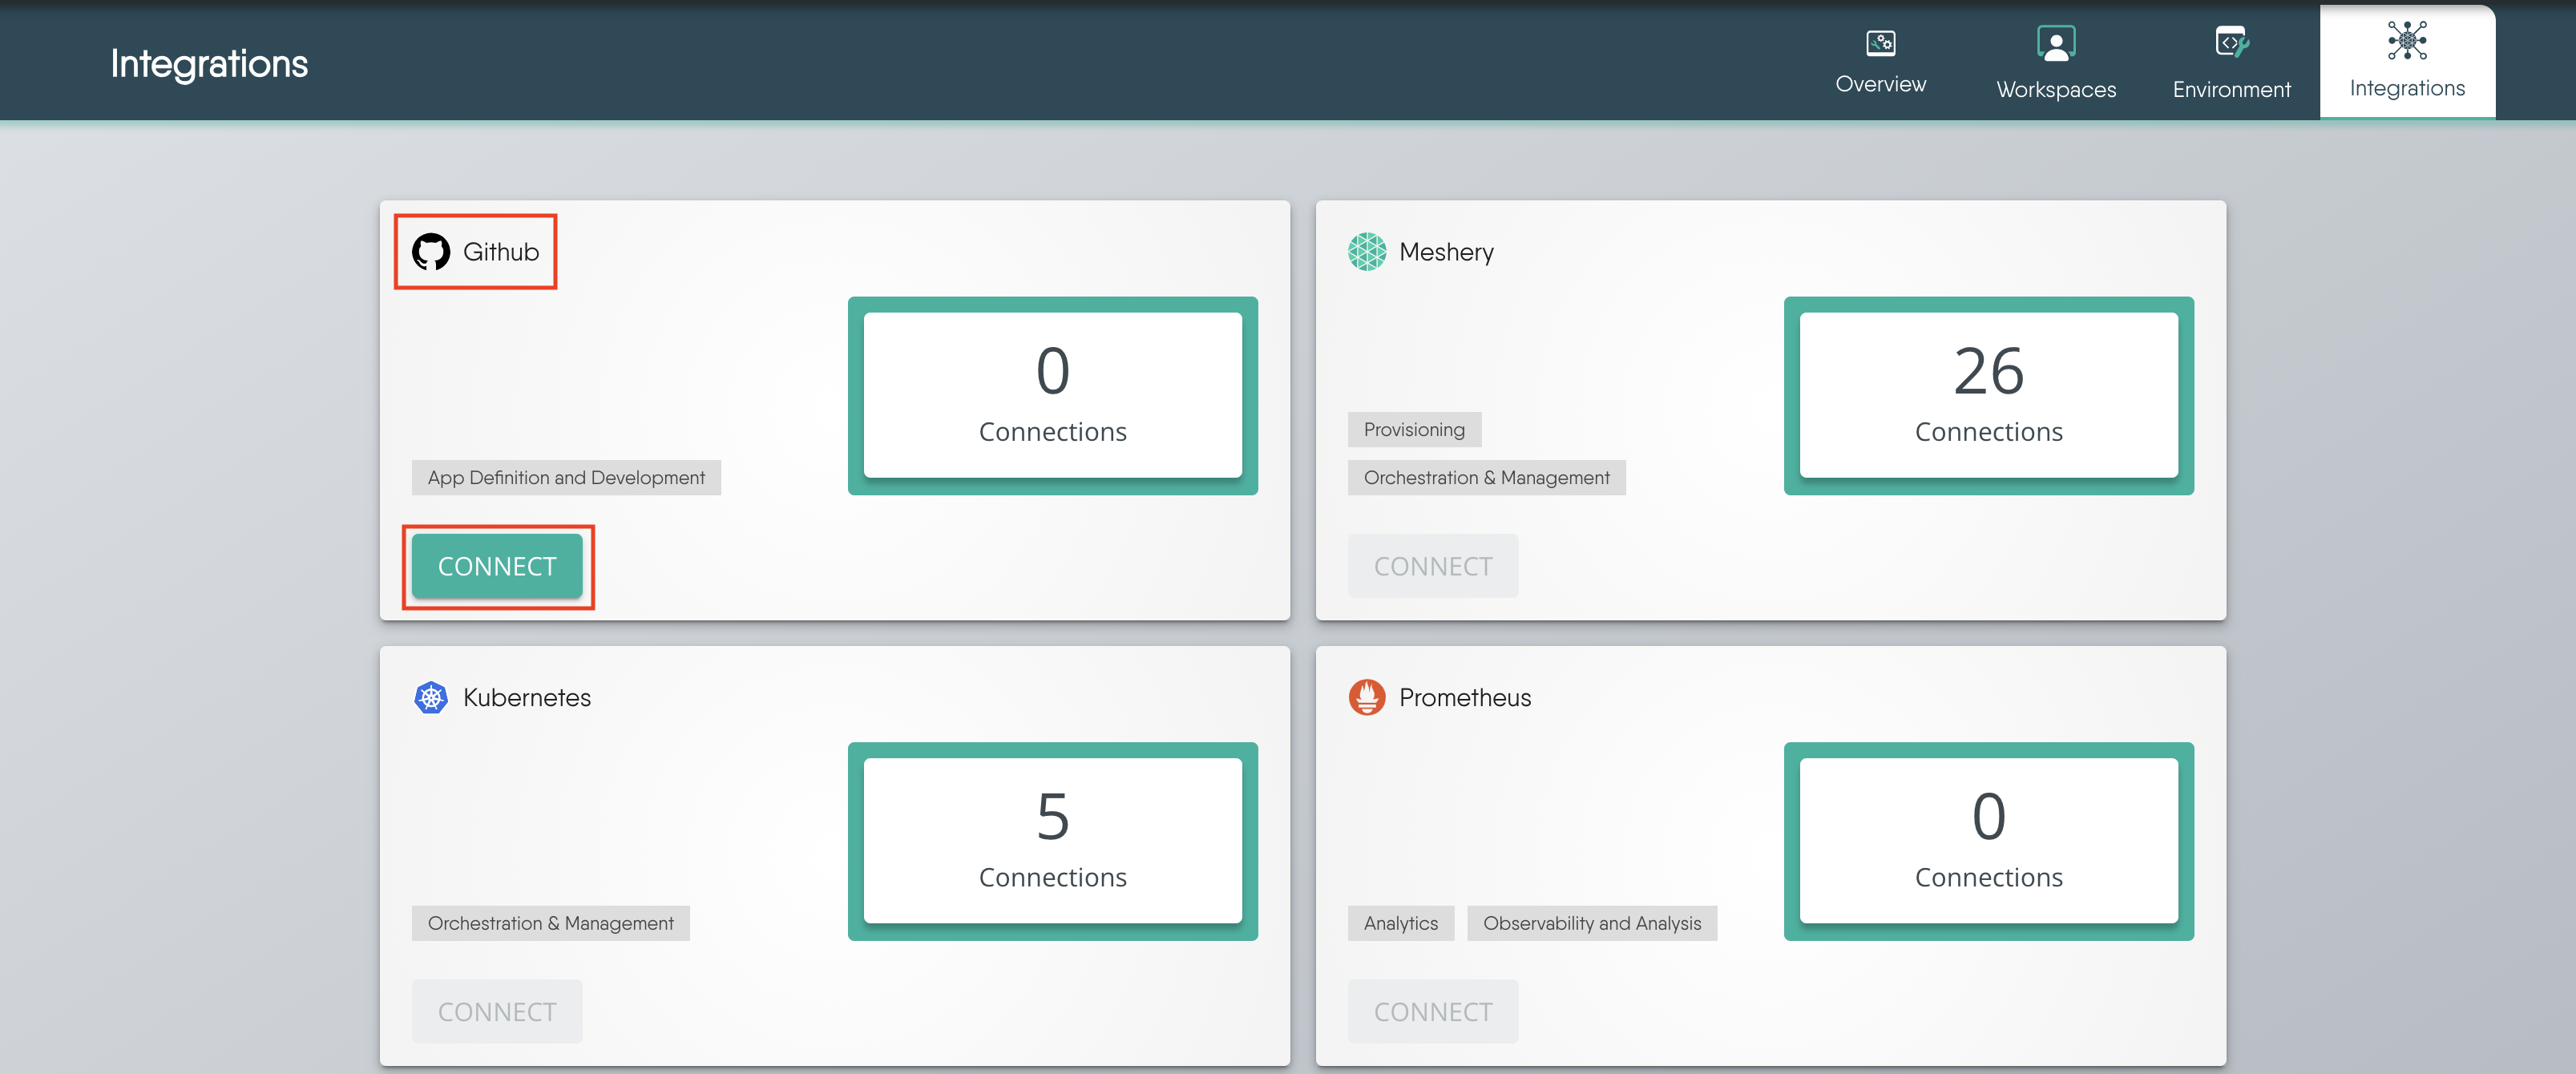 Integrations
Overview
Workspaces
Environment
Integrations
Github
0
Connections
App Definition and Development
CONNECT
Meshery
26
Connections
Provisioning
Orchestration & Management
CONNECT
Kubernetes
5
Connections
Orchestration & Management
CONNECT
Prometheus
0
Connections
Analytics
Observability and Analysis
CONNECT